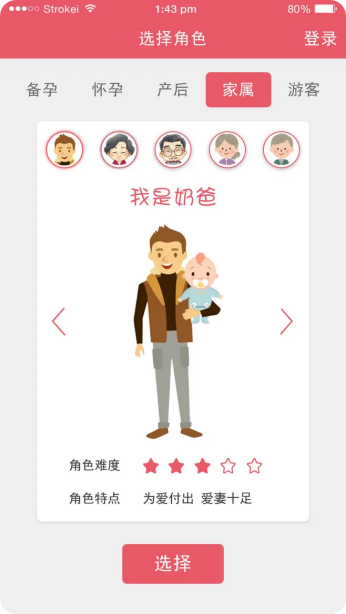 Strokei 1:43 pm 80%
选择角色 登录
备孕 怀孕 产后 家属 游客
我是奶爸
角色难度
角色特点 为爱付出 爱妻十足
选择